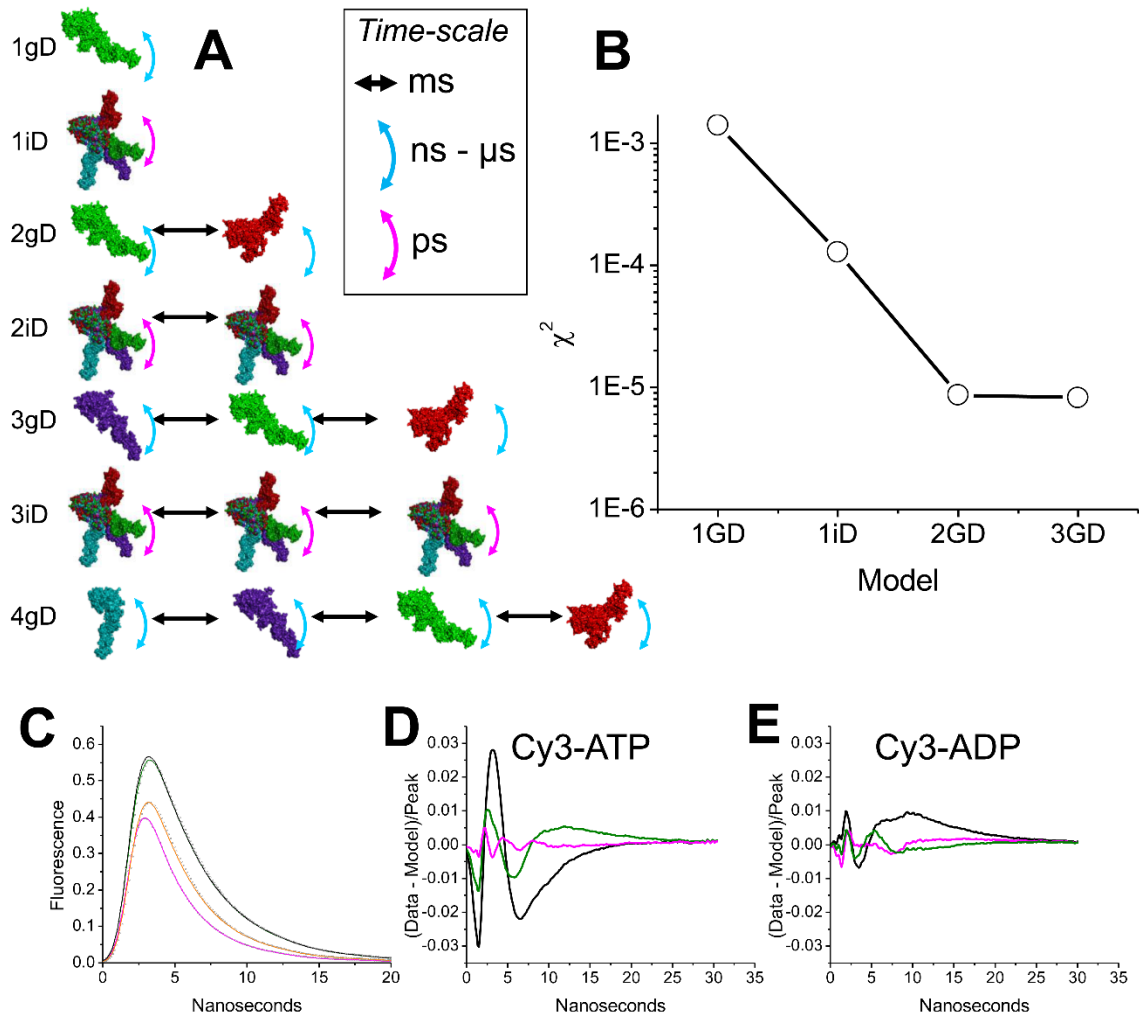 A
1gD
1iD
2gD
2iD
3gD
3iD
4gD
Time-scale
ms
ns - µs
ps
B
1E-3
1E-4
1E-5
1E-6
χ2
1GD 1iD 2GD 3GD
Model
C
0.6
0.5
0.4
0.3
0.2
0.1
0.0
Fluorescence
0 5 10 15 20
Nanoseconds
D
Cy3-ATP
0.03
0.02
0.01
0.00
-0.01
-0.02
-0.03
(Data - Model)/Peak
0 5 10 15 20 25 30 35
Nanoseconds
E
Cy3-ADP
0.03
0.02
0.01
0.00
-0.01
-0.02
-0.03
(Data - Model)/Peak
0 5 10 15 20 25 30 35
Nanoseconds